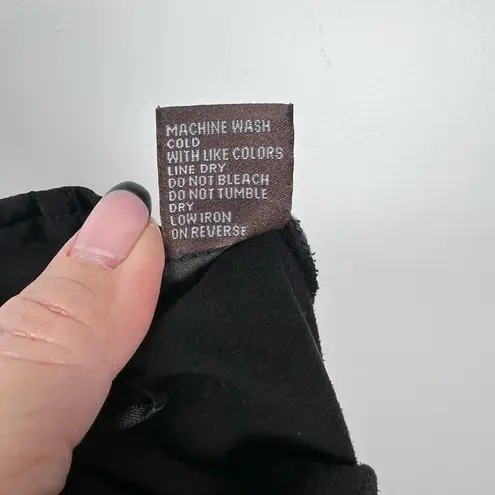 MACHINE WASH
COLD
WITH LIKE COLORS
LINE DRY
DO NOT BLEACH
DO NOT TUMBLE
DRY
LOW IRON
ON REVERSE